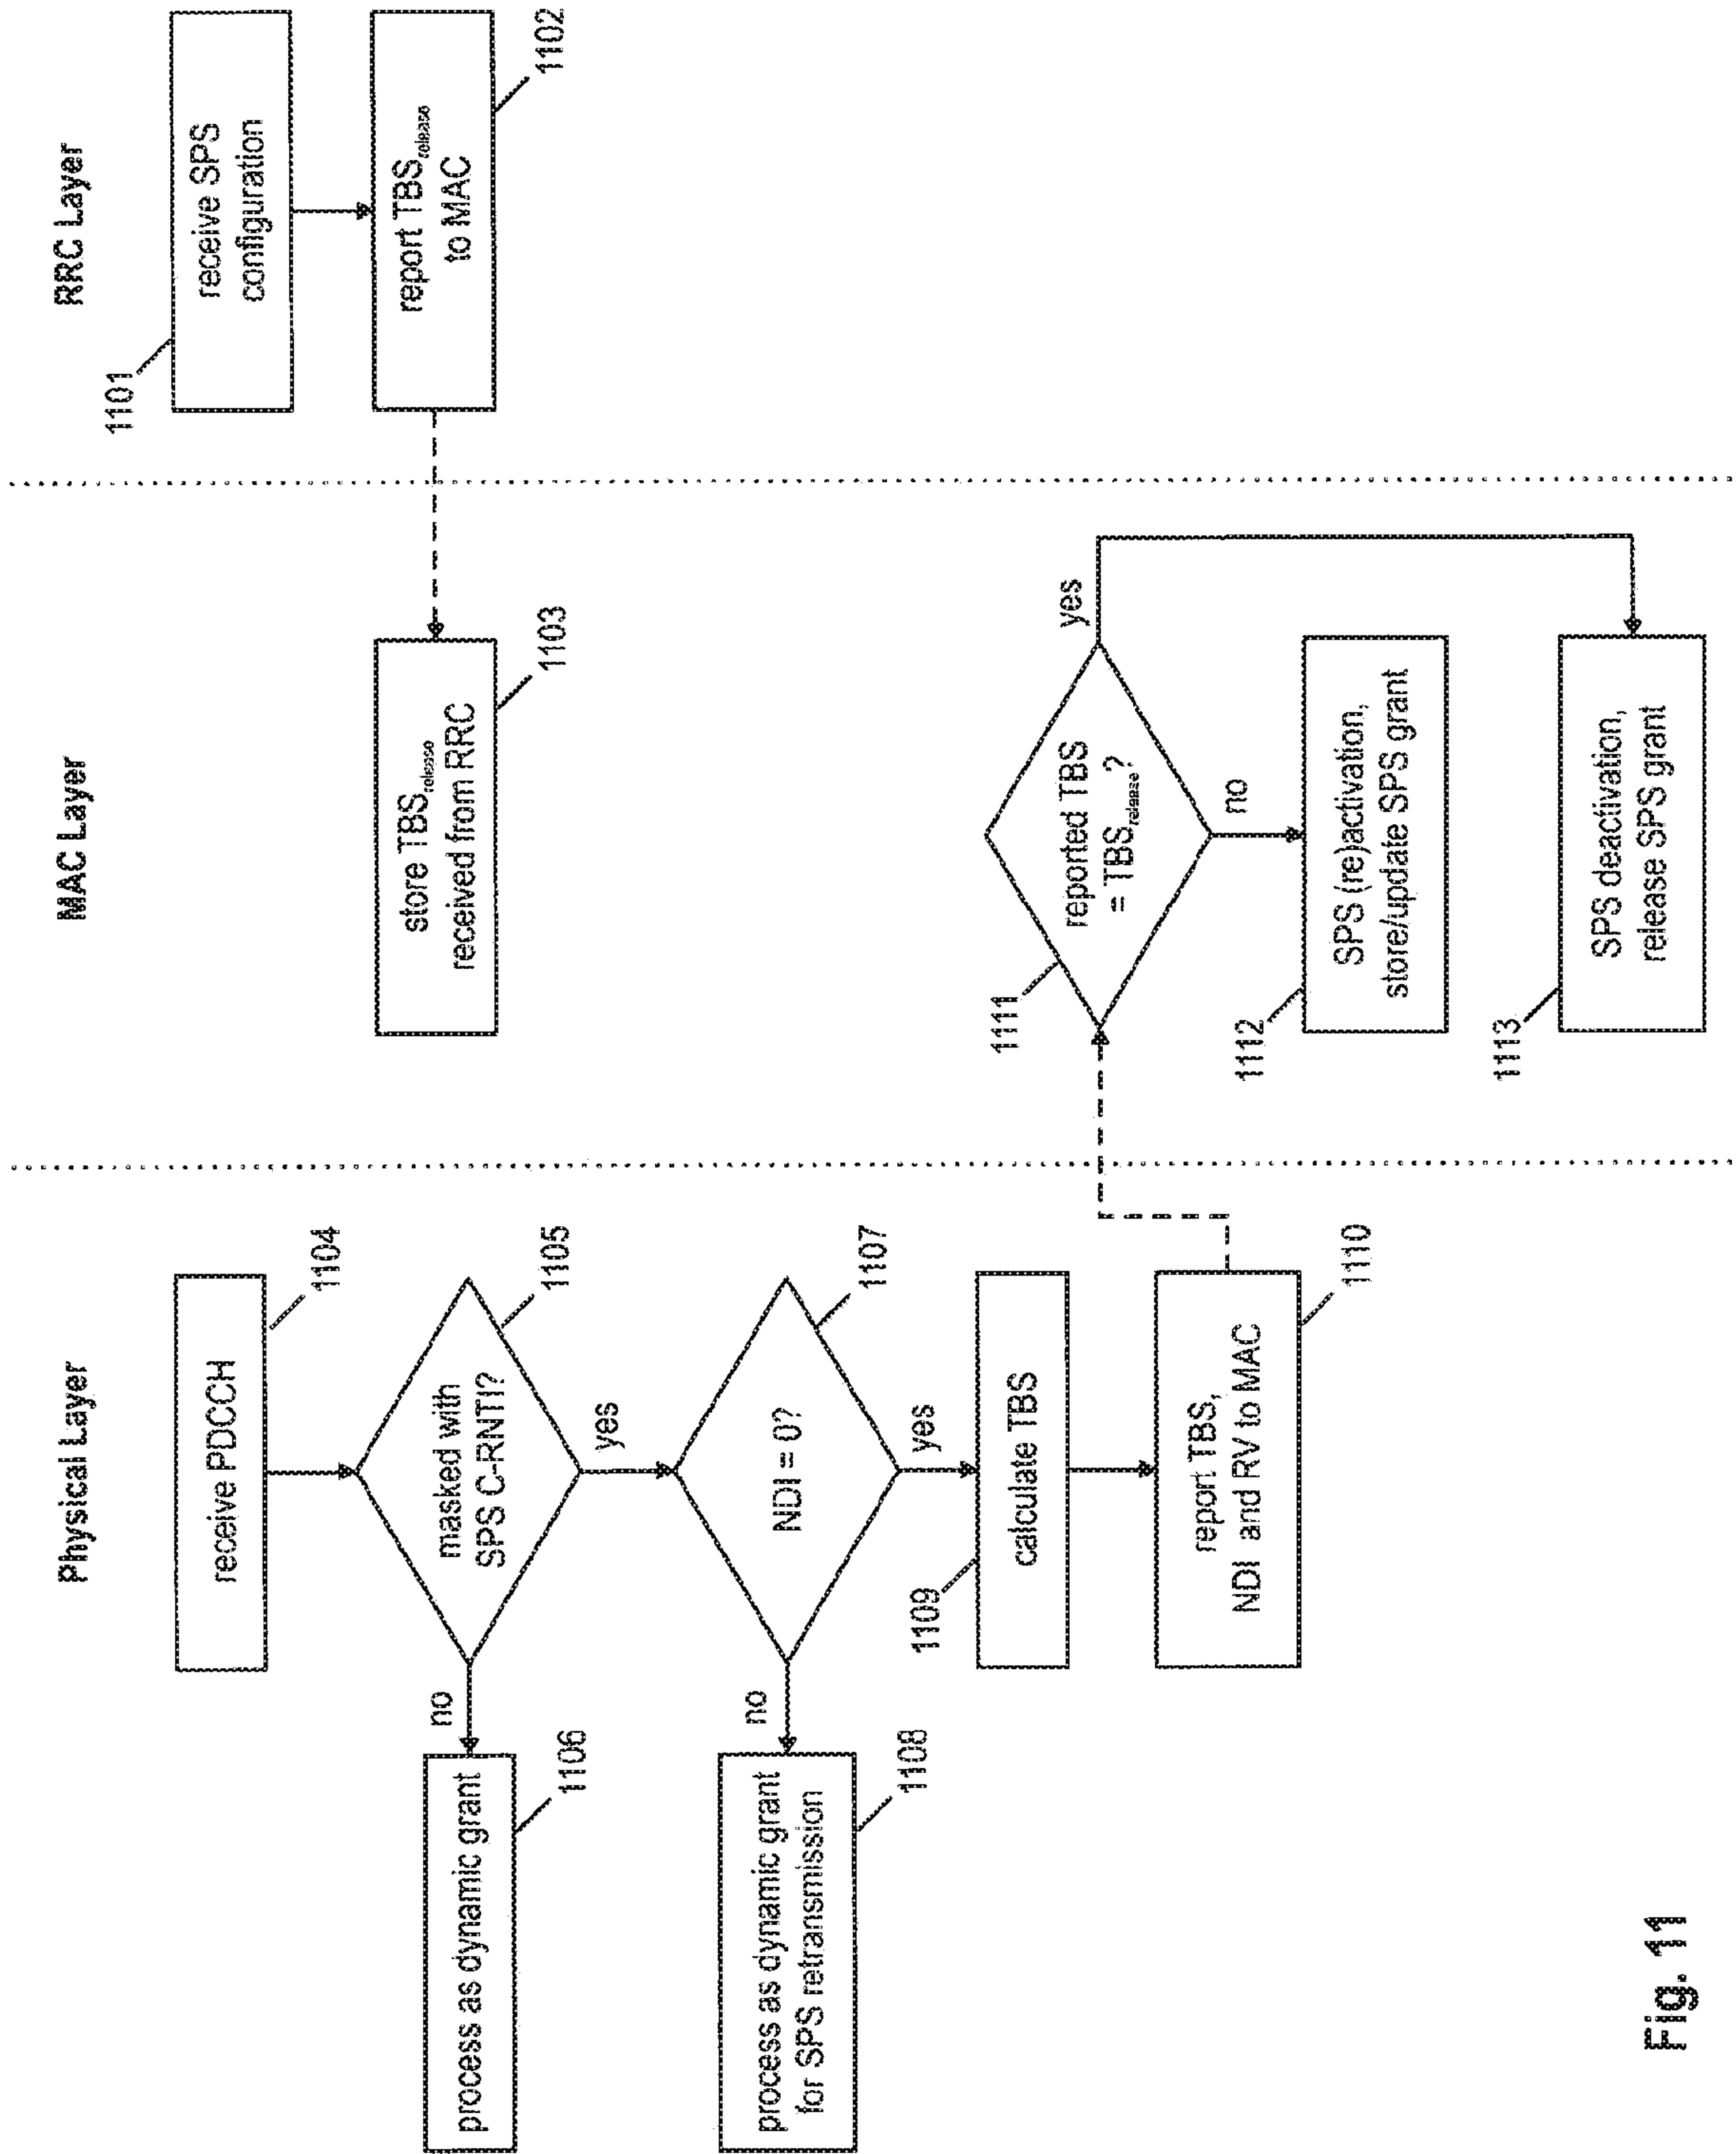 Physical Layer
MAC Layer
RRC Layer
receive PDCCH
1104
masked with
SPS C-RNTI?
1105
no
yes
process as dynamic grant
1106
NDI = 0?
1107
no
yes
process as dynamic grant
for SPS retransmission
1108
1109
calculate TBS
report TBS,
NDI and RV to MAC
1110
store TBSrelease
received from RRC
1103
1111
reported TBS
= TBSrelease?
yes
no
1112
SPS (re)activation,
store/update SPS grant
1113
SPS deactivation,
release SPS grant
1101
receive SPS
configuration
report TBSrelease
to MAC
1102
Fig. 11